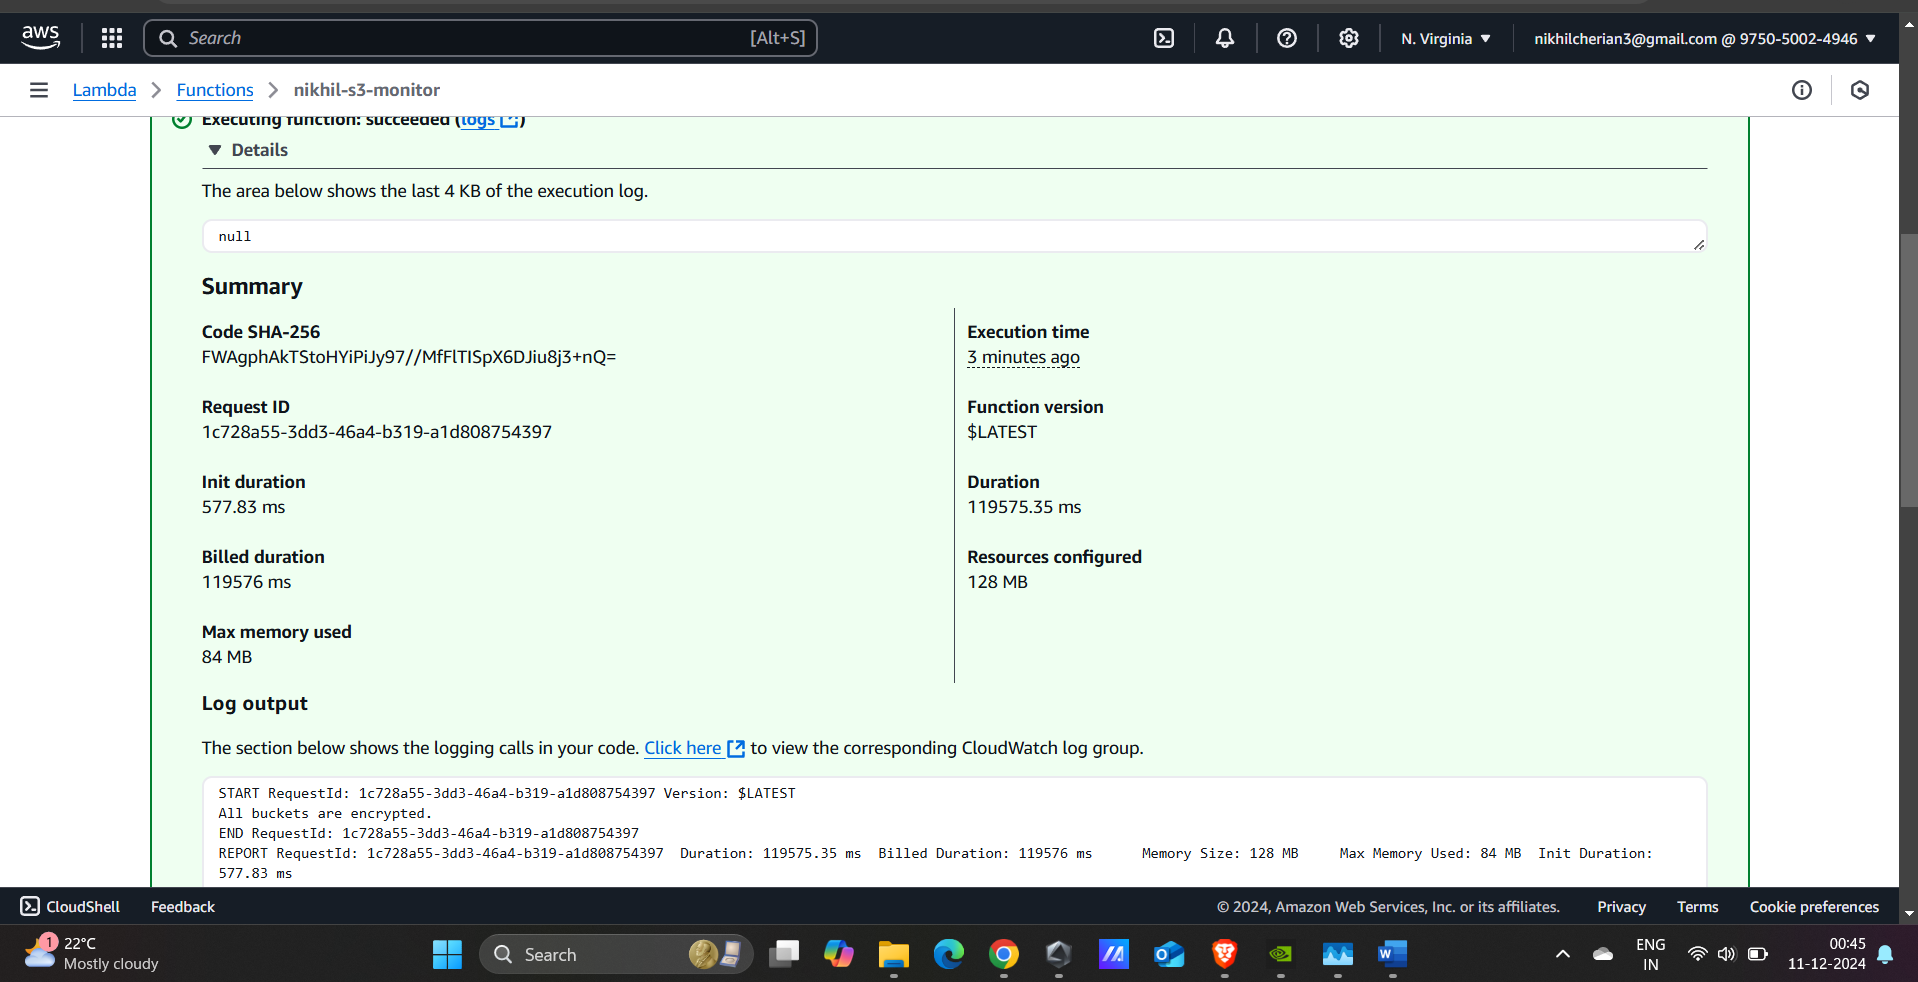 aws
Search [Alt+S]
N. Virginia
nikhilcherian3@gmail.com @ 9750-5002-4946
Lambda
Functions
nikhil-s3-monitor
Executing function: succeeded (logs)
Details
The area below shows the last 4 KB of the execution log.
null
Summary
Code SHA-256
FWAgphAkTStoHYiPiJy97//MfFlTISpX6DJiu8j3+nQ=
Execution time
3 minutes ago
Request ID
1c728a55-3dd3-46a4-b319-a1d808754397
Function version
$LATEST
Init duration
577.83 ms
Duration
119575.35 ms
Billed duration
119576 ms
Resources configured
128 MB
Max memory used
84 MB
Log output
The section below shows the logging calls in your code. Click here to view the corresponding CloudWatch log group.
START RequestId: 1c728a55-3dd3-46a4-b319-a1d808754397 Version: $LATEST
All buckets are encrypted.
END RequestId: 1c728a55-3dd3-46a4-b319-a1d808754397
REPORT RequestId: 1c728a55-3dd3-46a4-b319-a1d808754397 Duration: 119575.35 ms Billed Duration: 119576 ms Memory Size: 128 MB Max Memory Used: 84 MB Init Duration:
577.83 ms
CloudShell
Feedback
© 2024, Amazon Web Services, Inc. or its affiliates.
Privacy
Terms
Cookie preferences
1
22°C
Mostly cloudy
Search
ENG
IN
00:45
11-12-2024